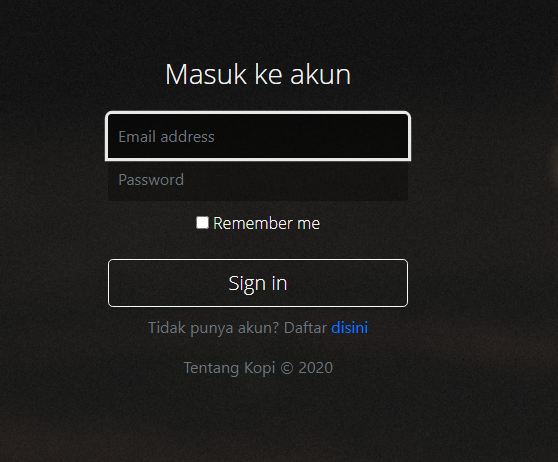 Masuk ke akun
Email address
Password
Remember me
Sign in
Tidak punya akun? Daftar disini
Tentang Kopi © 2020